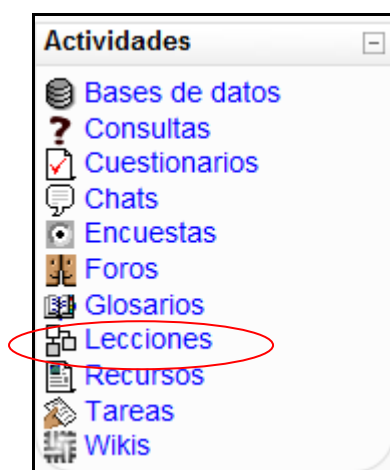 Actividades
Bases de datos
Consultas
Cuestionarios
Chats
Encuestas
Foros
Glosarios
Lecciones
Recursos
Tareas
Wikis